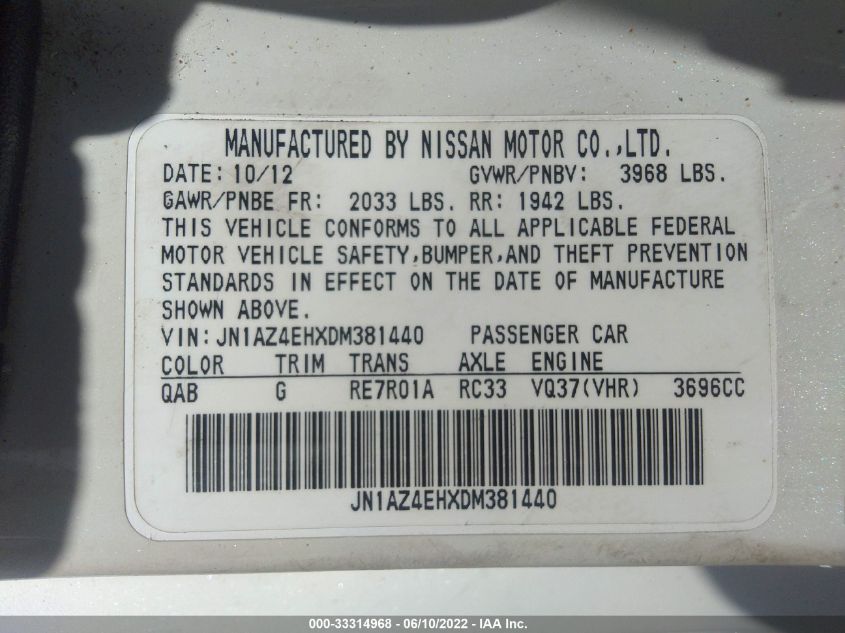 MANUFACTURED BY NISSAN MOTOR CO.,LTD.
DATE: 10/12 GVWR/PNBV: 3968 LBS.
GAWR/PNBE FR: 2033 LBS. RR: 1942 LBS.
THIS VEHICLE CONFORMS TO ALL APPLICABLE FEDERAL
MOTOR VEHICLE SAFETY,BUMPER,AND THEFT PREVENTION
STANDARDS IN EFFECT ON THE DATE OF MANUFACTURE
SHOWN ABOVE.
VIN: JN1AZ4EHXDM381440 PASSENGER CAR
COLOR TRIM TRANS AXLE ENGINE
QAB G RE7R01A RC33 VQ37(VHR) 3696CC
JN1AZ4EHXDM381440
000-33314968 - 06/10/2022 - IAA Inc.